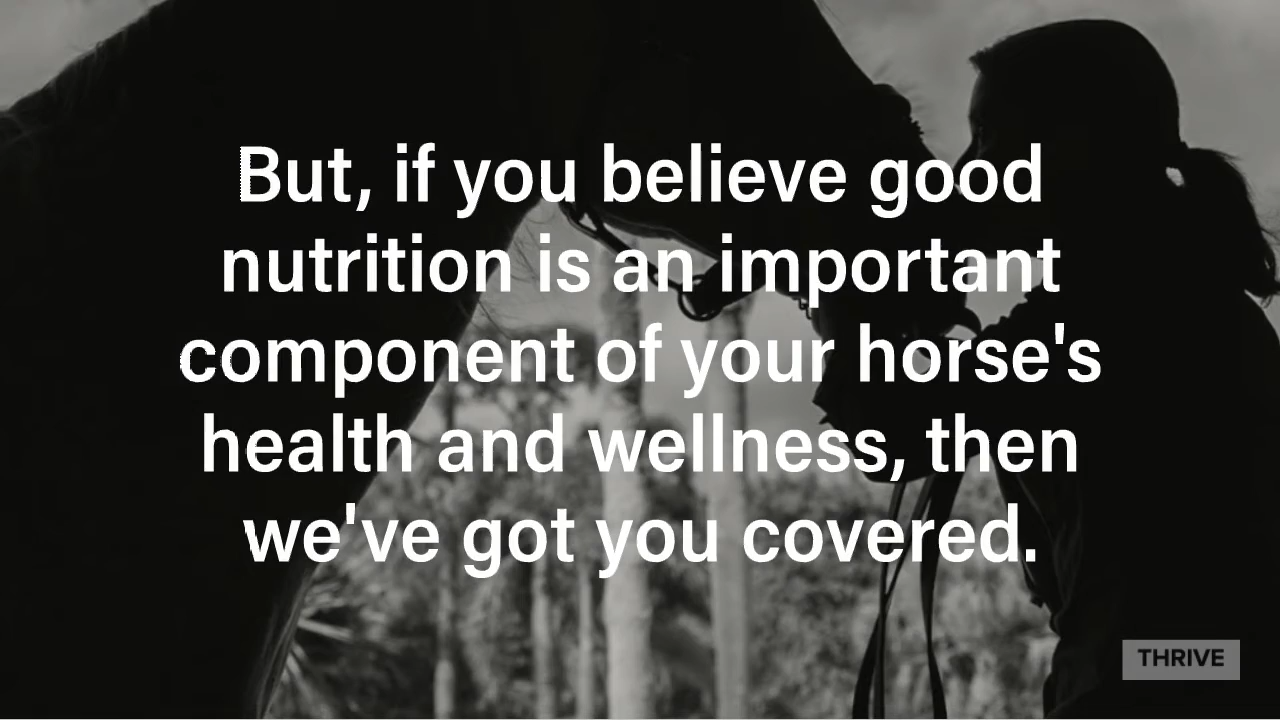 But, if you believe good
nutrition is an important
component of your horse's
health and wellness, then
we've got you covered.
THRIVE